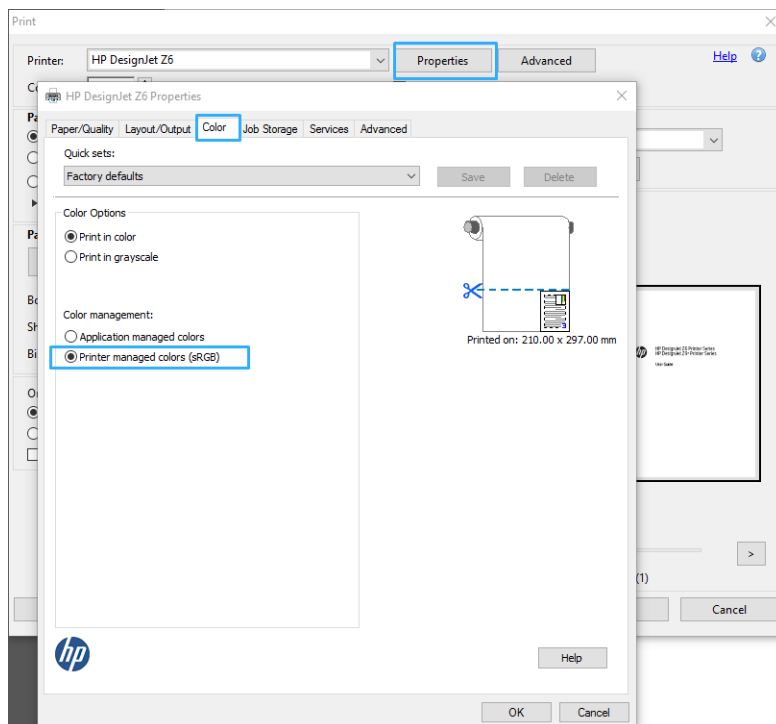 Print
Printer: HP DesignJet Z6 Properties Advanced Help ?
HP DesignJet Z6 Properties
Paper/Quality Layout/Output Color Job Storage Services Advanced
Quick sets:
Factory defaults Save Delete
Color Options
Print in color
Print in grayscale
Color management:
Application managed colors
Printer managed colors (sRGB)
Printed on: 210.00 x 297.00 mm
hp
Help
OK Cancel
HP DesignJet Z6 Printer Series
HP DesignJet Z9+ Printer Series
User Guide
>
(1)
Cancel